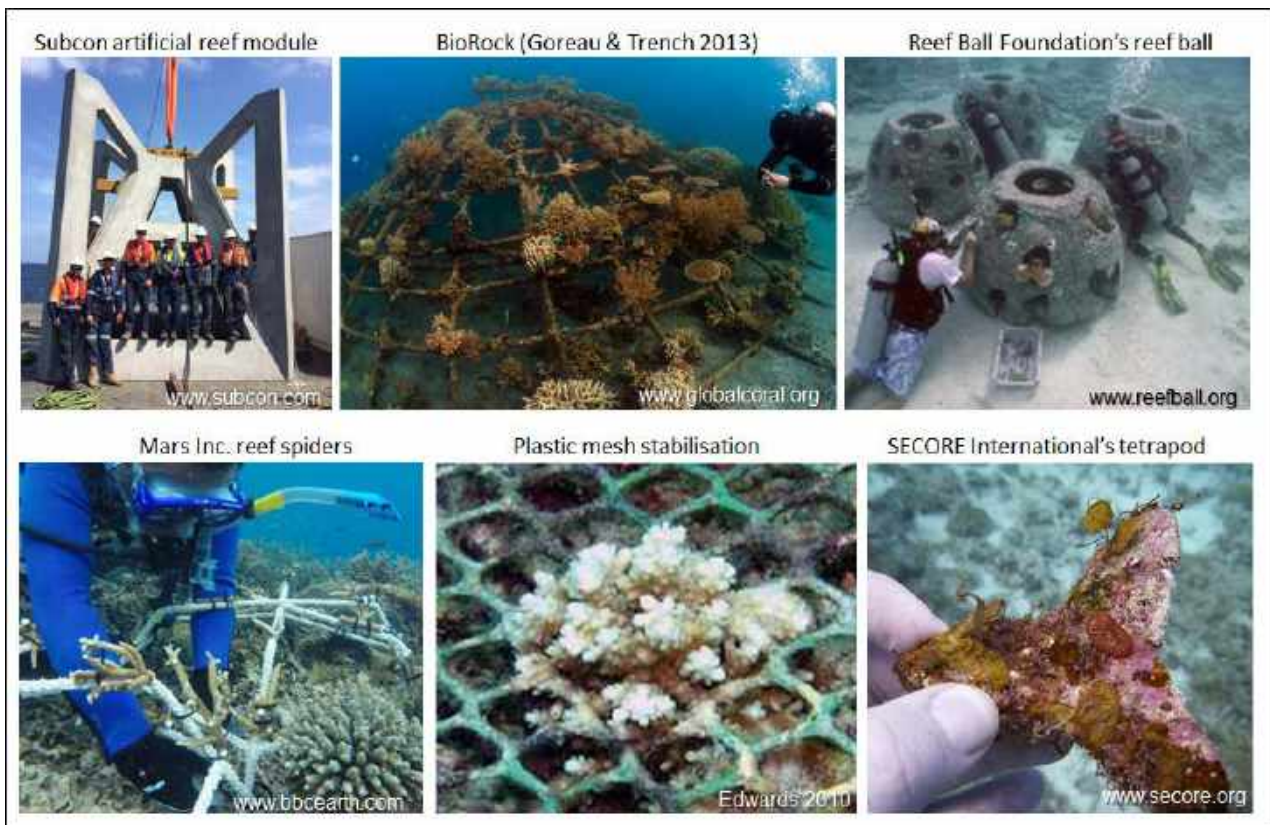 Subcon artificial reef module
BioRock (Goreau & Trench 2013)
Reef Ball Foundation's reef ball
www.subcon.com
www.globalcoral.org
www.reefball.org
Mars Inc. reef spiders
Plastic mesh stabilisation
SECORE International's tetrapod
www.bbcearth.com
Edwards 2010
www.secore.org